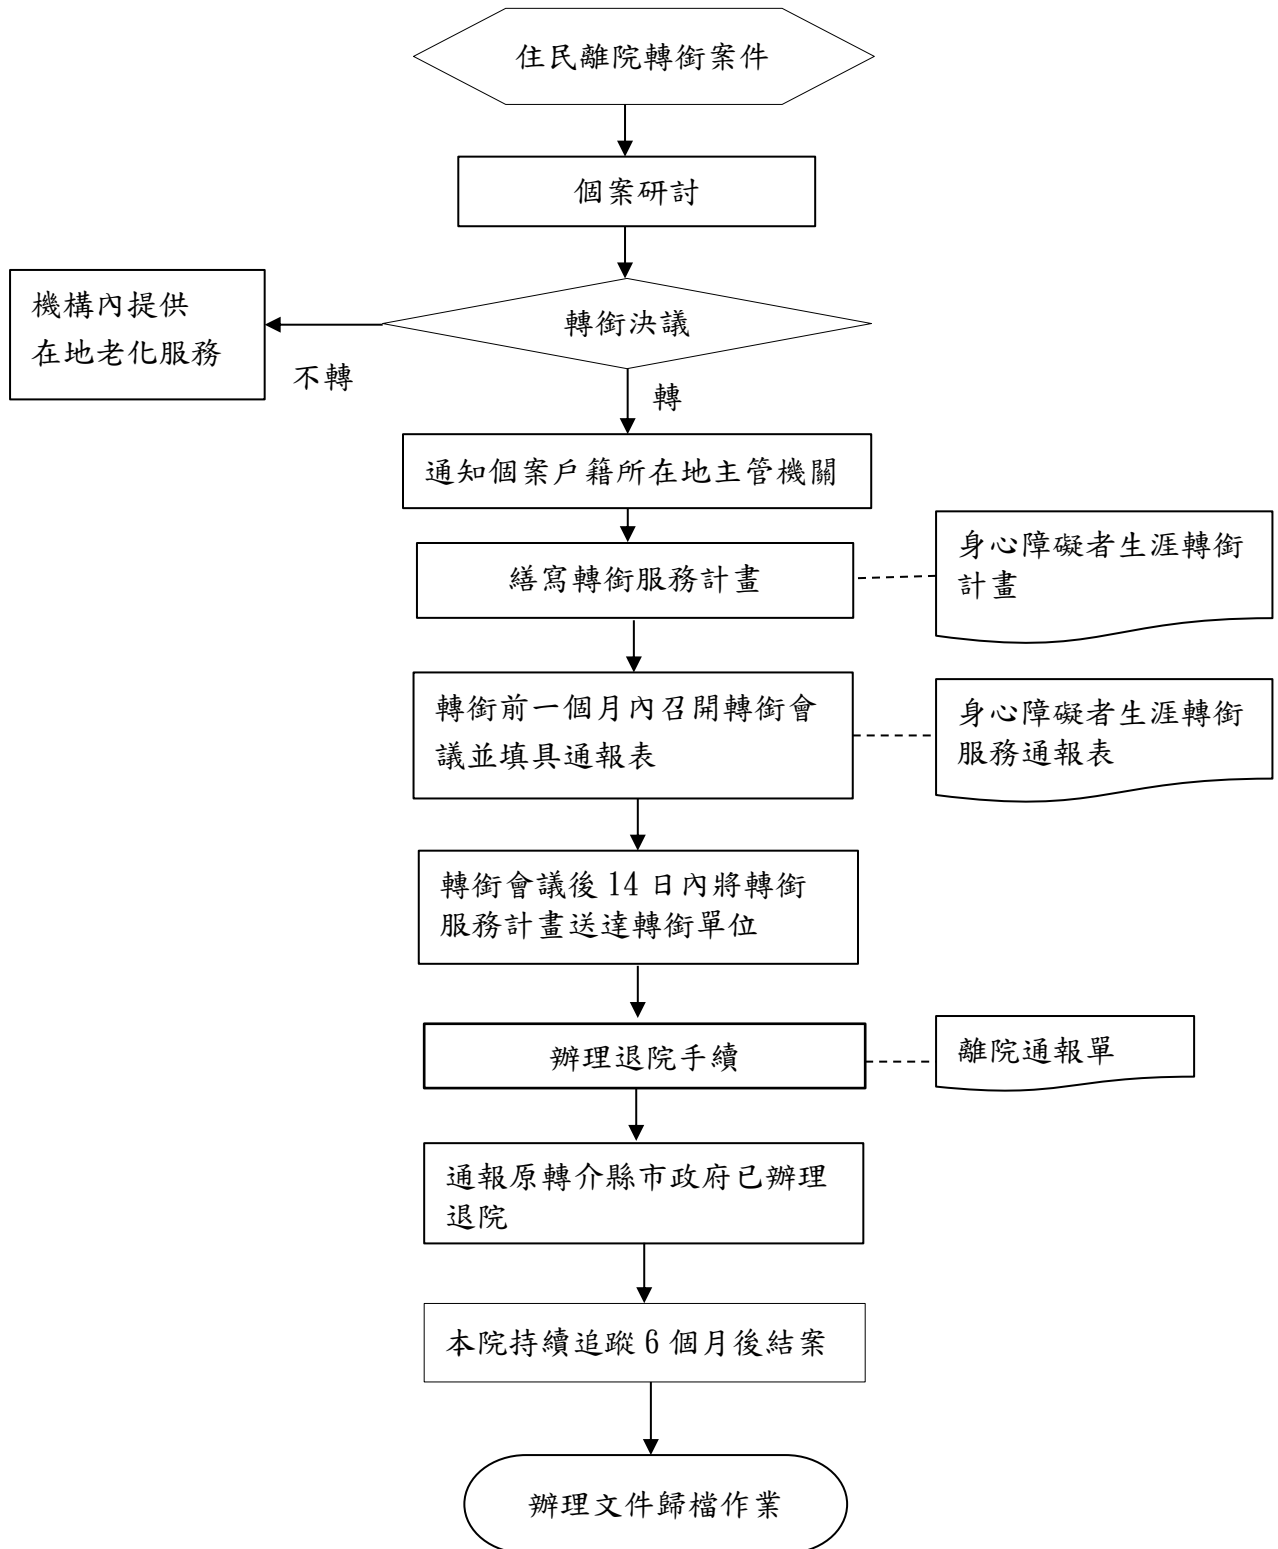 住民離院轉銜案件
個案研討
機構內提供
在地老化服務
轉銜決議
不轉
轉
通知個案戶籍所在地主管機關
繕寫轉銜服務計畫
身心障礙者生涯轉銜
計畫
轉銜前一個月內召開轉銜會
議並填具通報表
身心障礙者生涯轉銜
服務通報表
轉銜會議後 14 日內將轉銜
服務計畫送達轉銜單位
辦理退院手續
離院通報單
通報原轉介縣市政府已辦理
退院
本院持續追蹤 6 個月後結案
辦理文件歸檔作業